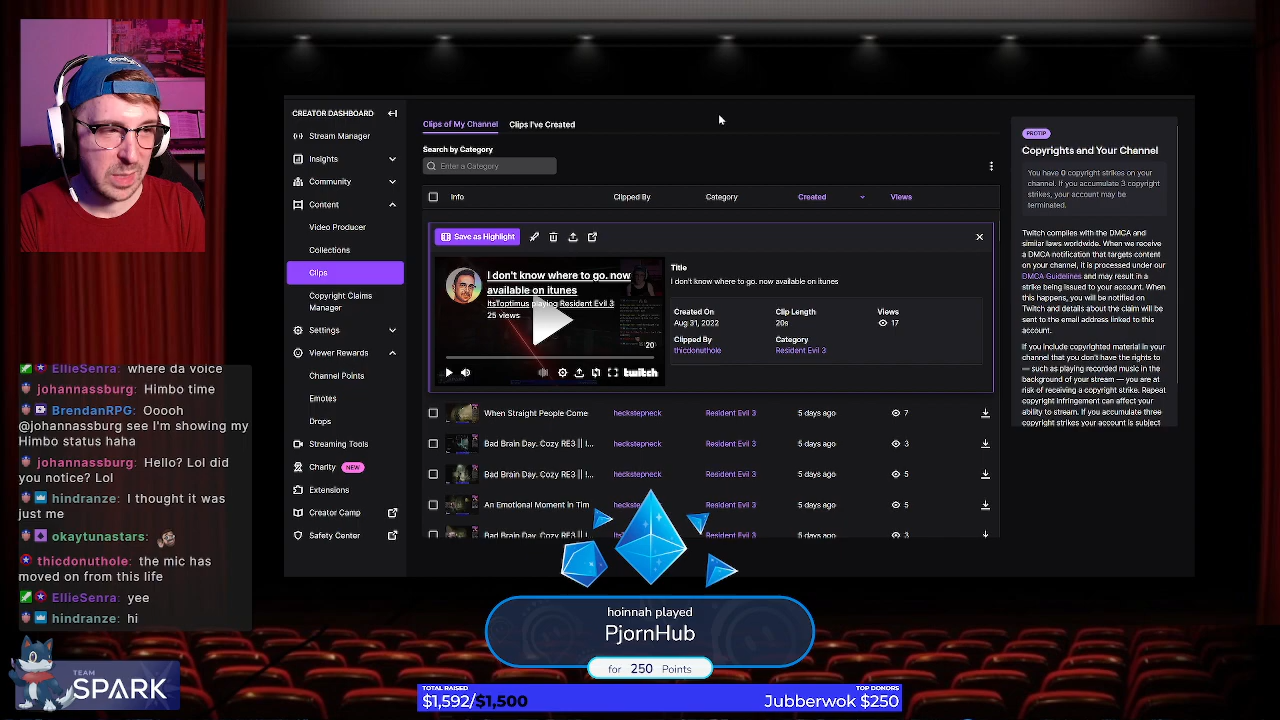 CREATOR DASHBOARD
Stream Manager
Insights
Community
Content
Video Producer
Collections
Clips
Copyright Claims
Manager
Settings
Viewer Rewards
Channel Points
Emotes
Drops
Streaming Tools
Charity NEW
Extensions
Creator Camp
Safety Center
Clips of My Channel Clips I've Created
Search by Category
Enter a Category
Info Clipped By Category Created Views
Save as Highlight
I don't know where to go. now
available on itunes
ItsToptimus playing Resident Evil 3
25 views
20
twitch
Title
I don't know where to go. now available on itunes
Created On Clip Length Views
Aug 31, 2022 20s 17
Clipped By Category
thicdonuthole Resident Evil 3
When Straight People Come heckstepneck Resident Evil 3 5 days ago 7
Bad Brain Day. Cozy RE3 || I... heckstepneck Resident Evil 3 5 days ago 3
Bad Brain Day. Cozy RE3 || I... heckstepneck Resident Evil 3 5 days ago 5
An Emotional Moment In Tim heckstepneck Resident Evil 3 5 days ago 5
Bad Brain Day. Cozy RE3 || I... Resident Evil 3 5 days ago 3
PROTIP
Copyrights and Your Channel
You have 0 copyright strikes on your
channel. If you accumulate 3 copyright
strikes, your account may be
terminated.
Twitch complies with the DMCA and
similar laws worldwide. When we receive
a DMCA notification that targets content
on your channel, it is processed under our
DMCA Guidelines and may result in a
strike being issued to your account. When
this happens, you will be notified on
Twitch and details about the claim will be
sent to the email address linked to this
account.
If you include copyrighted material in your
channel that you don't have the rights to
— such as playing recorded music in the
background of your stream — you are at
risk of receiving a copyright strike. Repeat
copyright infringement can affect your
ability to stream. If you accumulate three
copyright strikes your account is subject
EllieSenra: where da voice
johannassburg: Himbo time
BrendanRPG: Ooooh
@johannassburg see I'm showing my
Himbo status haha
johannassburg: Hello? Lol did
you notice? Lol
hindranze: I thought it was
just me
okaytunastars:
thicdonuthole: the mic has
moved on from this life
EllieSenra: yee
hindranze: hi
TEAM
SPARK
hoinnah played
PjornHub
for 250 Points
TOTAL RAISED TOP DONORS
$1,592/$1,500 Jubberwok $250